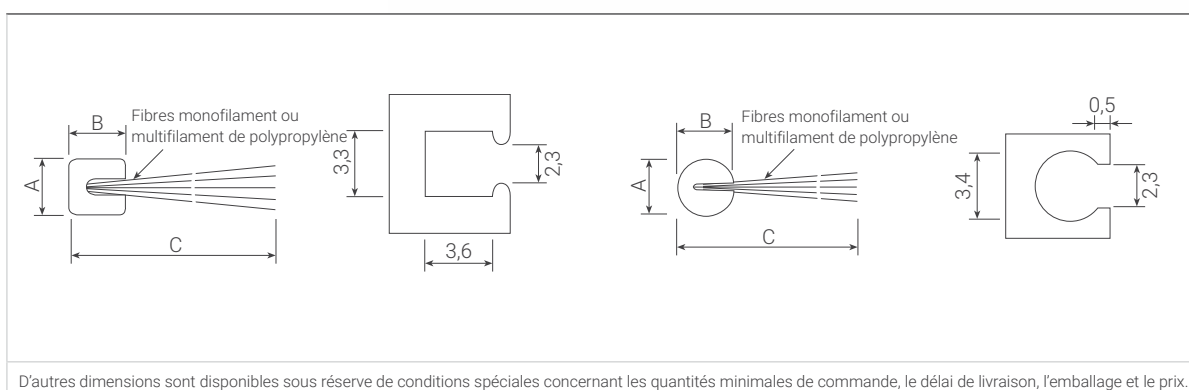 Fibres monofilament ou
multifilament de polypropylène
B
A
C
3,3
2,3
3,6
Fibres monofilament ou
multifilament de polypropylène
B
A
C
0,5
3,4
2,3
D'autres dimensions sont disponibles sous réserve de conditions spéciales concernant les quantités minimales de commande, le délai de livraison, l'emballage et le prix.